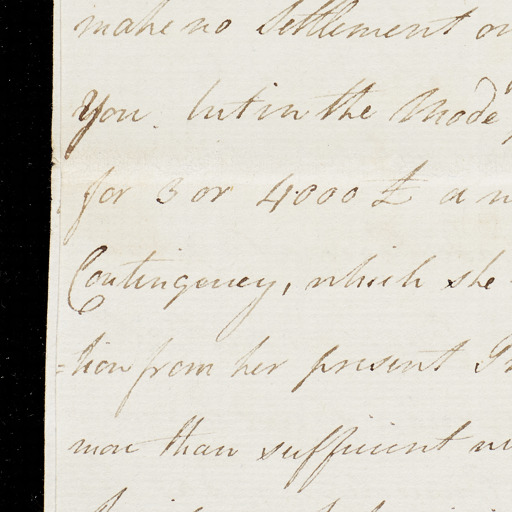 make no Settlement on
You. but in the Mode
for 3 or 4000 £ a
Contingency, which she
=tion from her present
more than sufficient